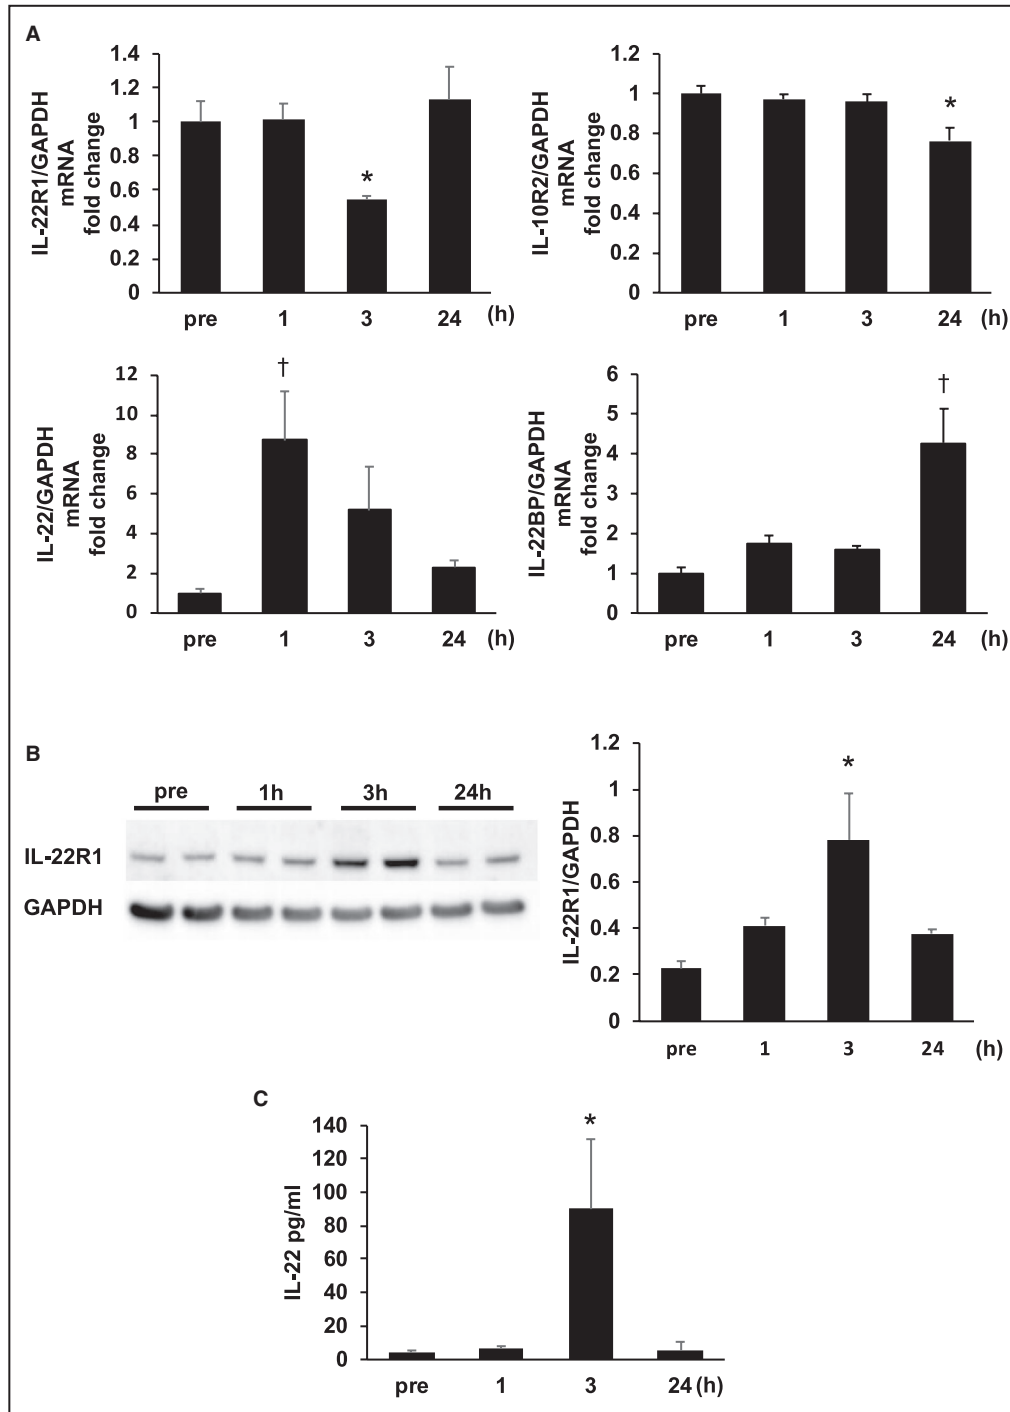 A
IL-22R1/GAPDH
mRNA
fold change
1.4
1.2
1
0.8
0.6
0.4
0.2
0
*
pre 1 3 24 (h)
IL-10R2/GAPDH
mRNA
fold change
1.2
1
0.8
0.6
0.4
0.2
0
*
pre 1 3 24 (h)
IL-22/GAPDH
mRNA
fold change
12
10
8
6
4
2
0
†
pre 1 3 24 (h)
IL-22BP/GAPDH
mRNA
fold change
6
5
4
3
2
1
0
†
pre 1 3 24 (h)
B
pre 1h 3h 24h
IL-22R1
GAPDH
IL-22R1/GAPDH
1.2
1
0.8
0.6
0.4
0.2
0
*
pre 1 3 24 (h)
C
IL-22 pg/ml
140
120
100
80
60
40
20
0
*
pre 1 3 24 (h)